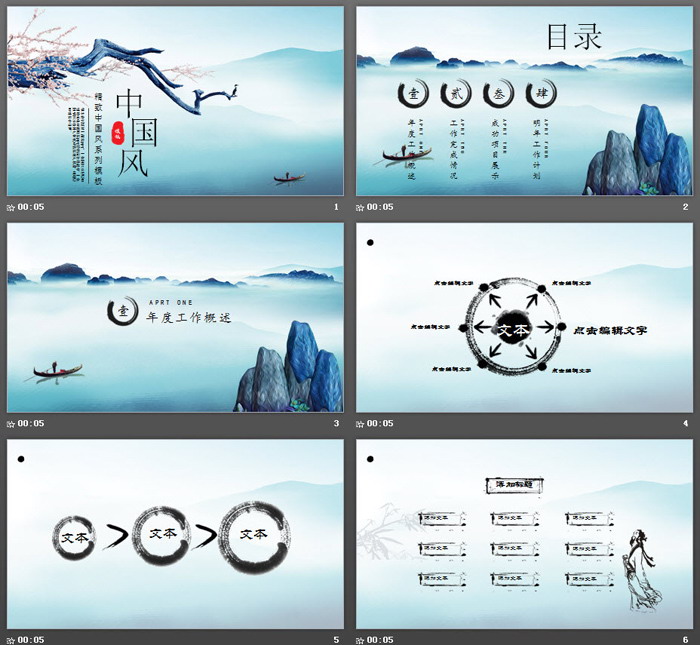 中国风
精致中国风系列模板
00:05
1
目录
壹
贰
叁
肆
年度工作概述
工作完成情况
成功项目展示
明年工作计划
00:05
2
壹
APRT ONE
年度工作概述
00:05
3
点击编辑文字
点击编辑文字
点击编辑文字
点击编辑文字
点击编辑文字
点击编辑文字
文本
00:05
4
文本
文本
文本
00:05
5
添加标题
添加文本
添加文本
添加文本
添加文本
添加文本
添加文本
添加文本
添加文本
添加文本
00:05
6